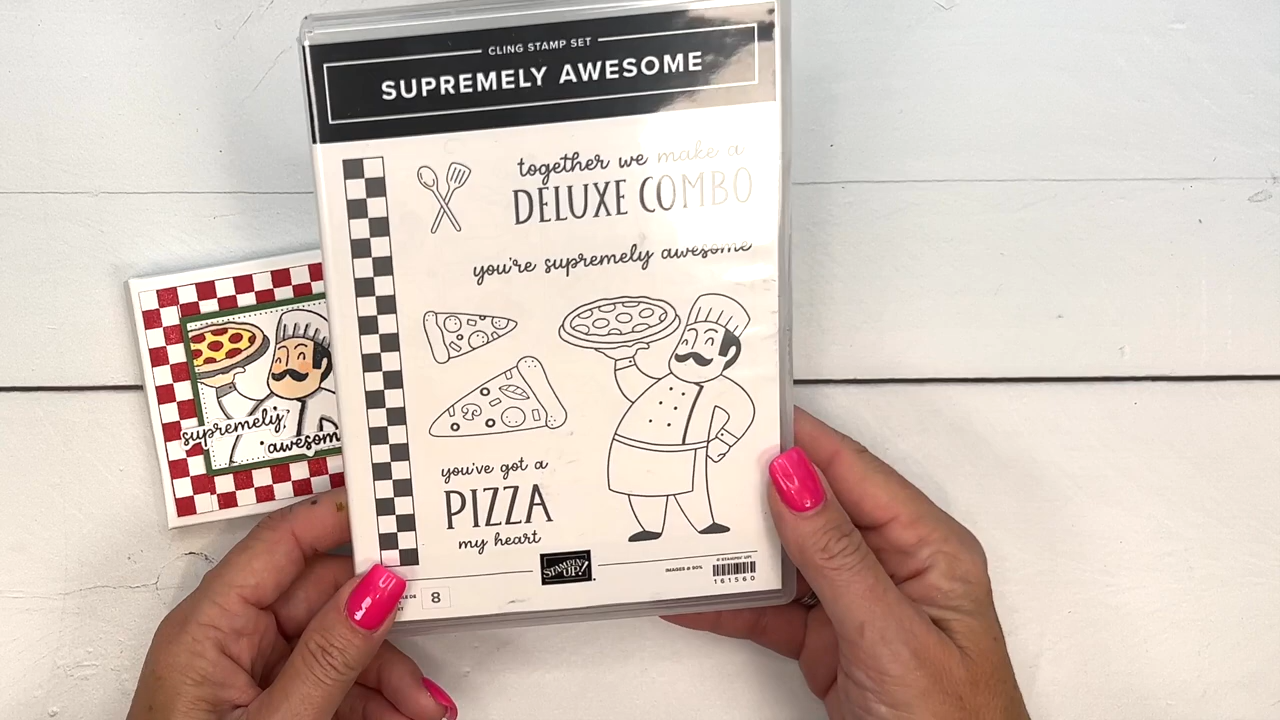 CLING STAMP SET
SUPREMELY AWESOME
together we make a
DELUXE COMBO
you're supremely awesome
you've got a
PIZZA
my heart
STAMPIN' UP!
IMAGES @ 90%
© STAMPIN' UP!
161560
8
supremely
awesom